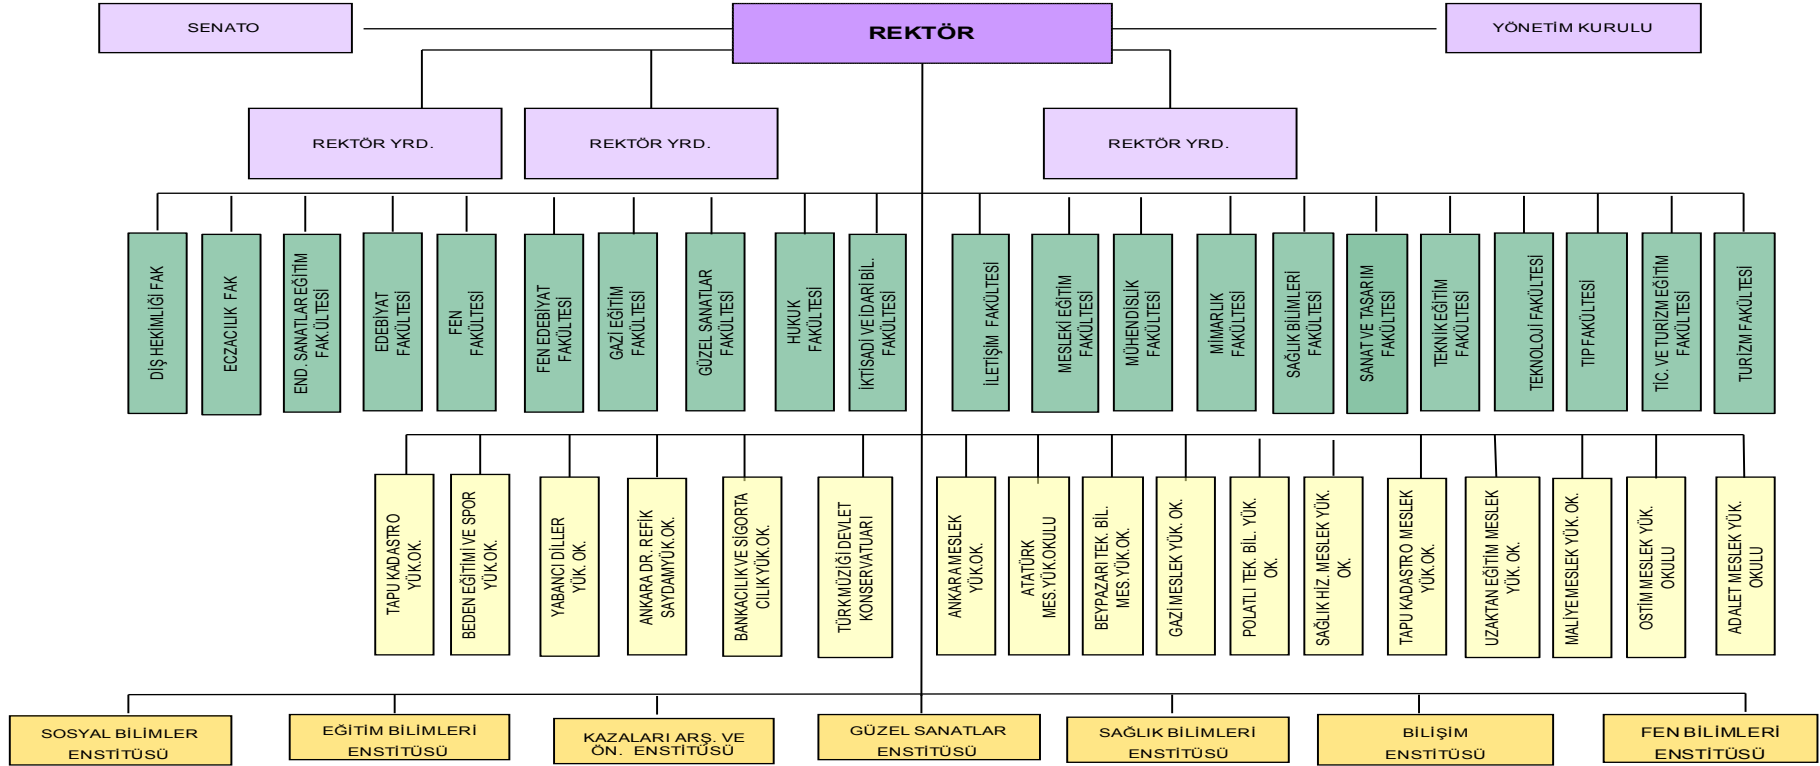 SENATO
REKTÖR
YÖNETİM KURULU
REKTÖR YRD.
REKTÖR YRD.
REKTÖR YRD.
DİŞ HEKİMLİĞİ FAK
ECZACILIK FAK
END. SANATLAR EĞİTİM
FAK.ÜLTESİ
EDEBİYAT
FAKÜLTESİ
FEN
FAKÜLTESİ
FEN EDEBİYAT
FAKÜLTESİ
GAZİ EĞİTİM
FAKÜLTESİ
GÜZEL SANATLAR
FAKÜLTESİ
HUKUK
FAKÜLTESİ
İKTİSADİ VE İDARİ BİL.
FAKÜLTESİ
İLETİŞİM FAKÜLTESİ
MESLEKİ EĞİTİM
FAKÜLTESİ
MÜHENDİSLİK
FAKÜLTESİ
MİMARLIK
FAKÜLTESİ
SAĞLIK BİLİMLERİ
FAKÜLTESİ
SANAT VE TASARIM
FAKÜLTESİ
TEKNİK EĞİTİM
FAKÜLTESİ
TEKNOLOJİ FAKÜLTESİ
TIP FAKÜLTESİ
TİC. VE TURİZM EĞİTİM
FAKÜLTESİ
TURİZM FAKÜLTESİ
TAPU KADASTRO
YÜK.OK.
BEDEN EĞİTİMİ VE SPOR
YÜK.OK.
YABANCI DİLLER
YÜK. OK.
ANKARA DR. REFİK
SAYDAM YÜK.OK.
BANKACILIK VE SİGORTA
CILIK YÜK.OK.
TÜRK MÜZİĞİ DEVLET
KONSERVATUARI
ANKARA MESLEK
YÜK.OK.
ATATÜRK
MES.YÜK.OKULU
BEYPAZARI TEK. BİL.
MES. YÜK.OK.
GAZİ MESLEK YÜK. OK.
POLATLI TEK. BİL. YÜK.
OK.
SAĞLIK HİZ. MESLEK YÜK.
OK.
TAPU KADASTRO MESLEK
YÜK.OK.
UZAKTAN EĞİTİM MESLEK
YÜK. OK.
MALİYE MESLEK YÜK. OK.
OSTİM MESLEK YÜK.
OKULU
ADALET MESLEK YÜK.
OKULU
SOSYAL BİLİMLER
ENSTİTÜSÜ
EĞİTİM BİLİMLERİ
ENSTİTÜSÜ
KAZALARI ARŞ. VE
ÖN. ENSTİTÜSÜ
GÜZEL SANATLAR
ENSTİTÜSÜ
SAĞLIK BİLİMLERİ
ENSTİTÜSÜ
BİLİŞİM
ENSTİTÜSÜ
FEN BİLİMLERİ
ENSTİTÜSÜ